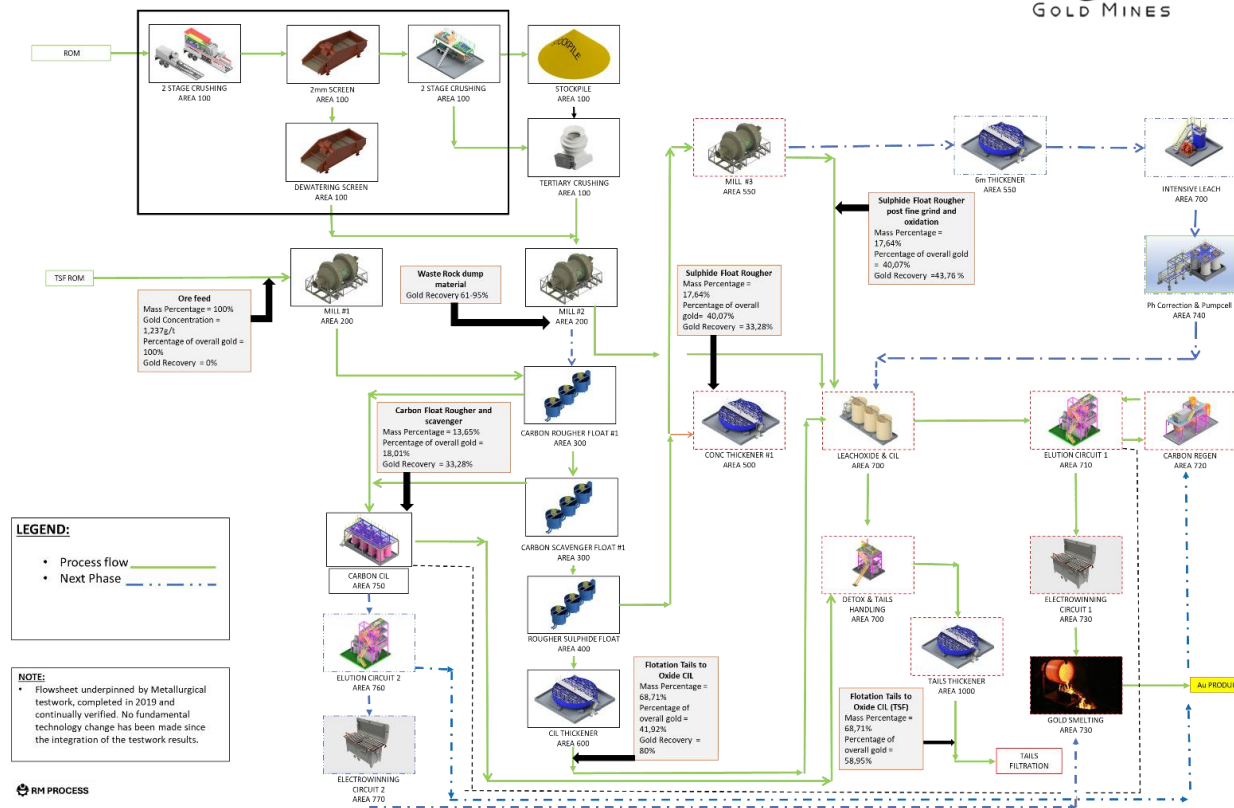 GOLD MINES
ROM
2 STAGE CRUSHING
AREA 100
2mm SCREEN
AREA 100
2 STAGE CRUSHING
AREA 100
STOCKPILE
STOCKPILE
AREA 100
DEWATERING SCREEN
AREA 100
TERTIARY CRUSHING
AREA 100
MILL #3
AREA 550
6m THICKENER
AREA 550
INTENSIVE LEACH
AREA 700
Sulphide Float Rougher
post fine grind and
oxidation
Mass Percentage =
17,64%
Percentage of overall gold
= 40,07%
Gold Recovery =43,76 %
TSF ROM
Ore feed
Mass Percentage = 100%
Gold Concentration =
1,237g/t
Percentage of overall gold =
100%
Gold Recovery = 0%
MILL #1
AREA 200
Waste Rock dump
material
Gold Recovery 61-95%
MILL #2
AREA 200
Sulphide Float Rougher
Mass Percentage =
17,64%
Percentage of overall
gold= 40,07%
Gold Recovery = 33,28%
Ph Correction & Pumpcell
AREA 740
Carbon Float Rougher and
scavenger
Mass Percentage = 13,65%
Percentage of overall gold =
18,01%
Gold Recovery = 33,28%
CARBON ROUGHER FLOAT #1
AREA 300
CONC THICKENER #1
AREA 500
LEACHOXIDE & CIL
AREA 700
ELUTION CIRCUIT 1
AREA 710
CARBON REGEN
AREA 720
CARBON SCAVENGER FLOAT #1
AREA 300
LEGEND:
• Process flow
• Next Phase
CARBON CIL
AREA 750
ROUGHER SULPHIDE FLOAT
AREA 400
DETOX & TAILS
HANDLING
AREA 700
ELECTROWINNING
CIRCUIT 1
AREA 730
TAILS THICKENER
AREA 1000
NOTE:
• Flowsheet underpinned by Metallurgical
testwork, completed in 2019 and
continually verified. No fundamental
technology change has been made since
the integration of the testwork results.
ELUTION CIRCUIT 2
AREA 760
CIL THICKENER
AREA 600
Flotation Tails to
Oxide CIL
Mass Percentage =
68,71%
Percentage of
overall gold =
41,92%
Gold Recovery =
80%
Flotation Tails to
Oxide CIL (TSF)
Mass Percentage =
68,71%
Percentage of
overall gold =
58,95%
TAILS
FILTRATION
GOLD SMELTING
AREA 730
Au PRODU
ELECTROWINNING
CIRCUIT 2
AREA 770
RM PROCESS